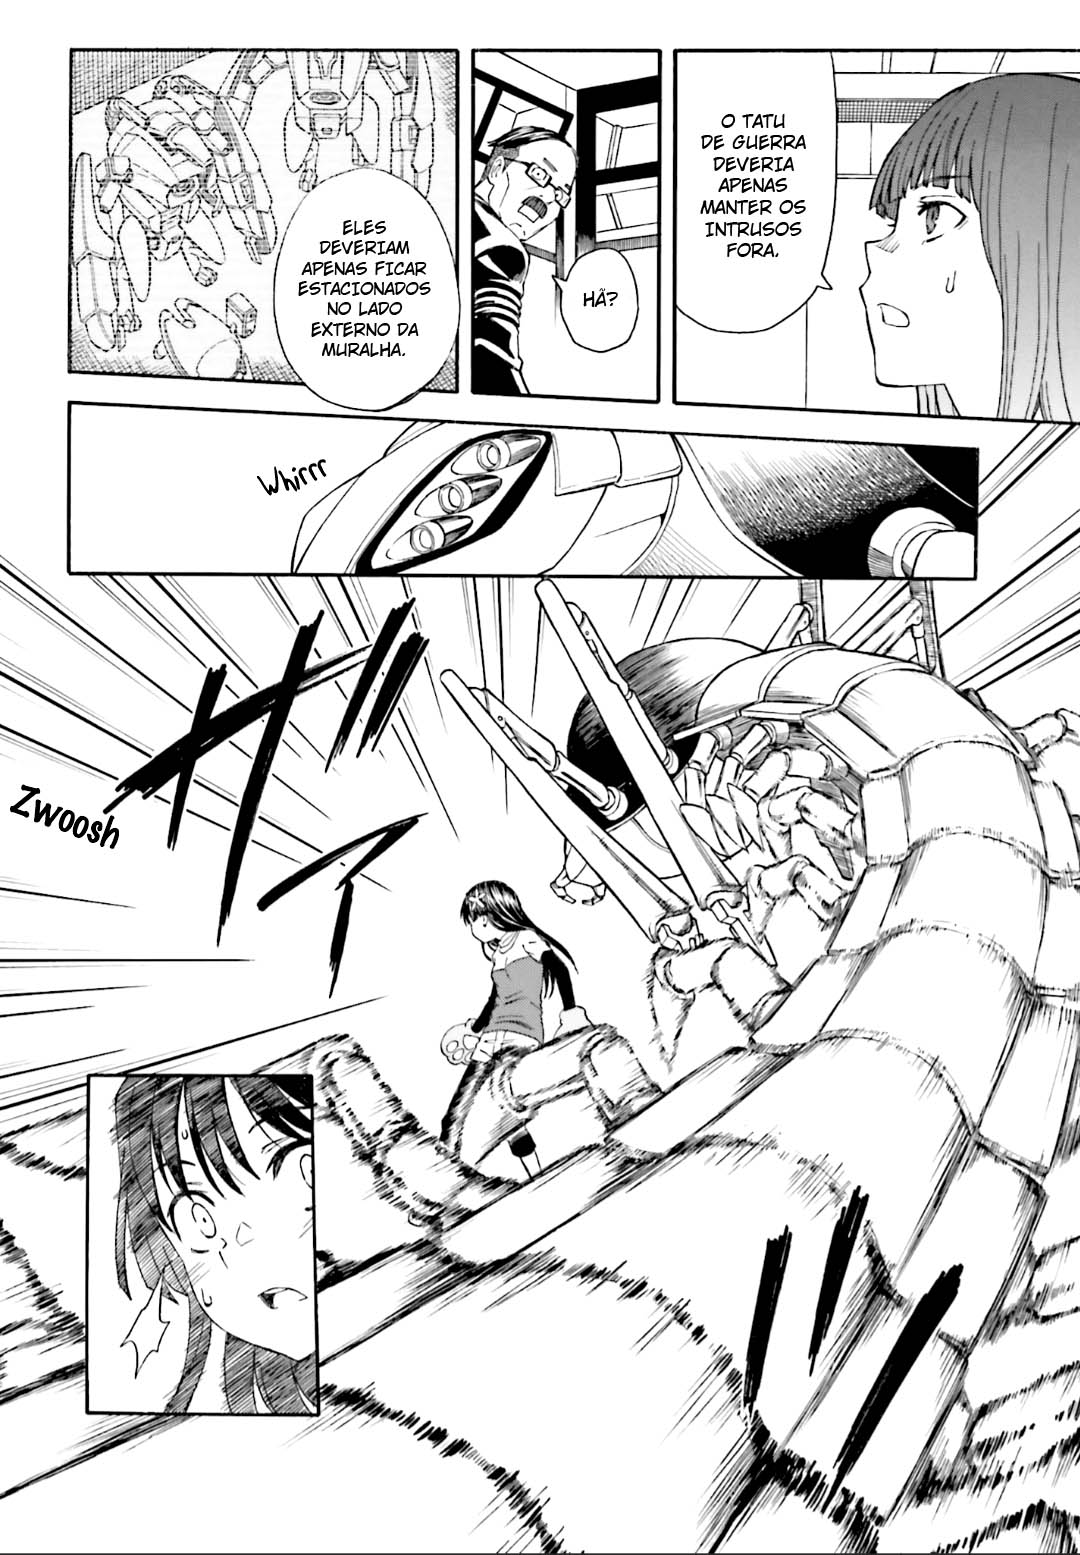 O TATU
DE GUERRA
DEVERIA
APENAS
MANTER OS
INTRUSOS
FORA.
HÃ?
ELES
DEVERIAM
APENAS FICAR
ESTACIONADOS
NO LADO
EXTERNO DA
MURALHA.
Whirrr
Zwoosh